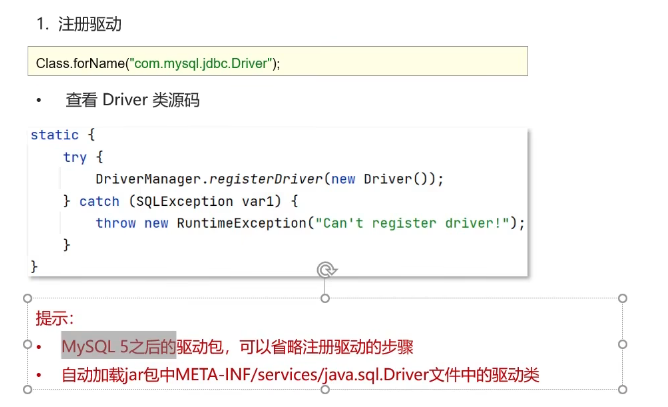 1. 注册驱动
Class.forName("com.mysql.jdbc.Driver");
• 查看 Driver 类源码
static {
try {
DriverManager.registerDriver(new Driver());
} catch (SQLException var1) {
throw new RuntimeException("Can't register driver!");
}
}
提示：
• MySQL 5之后的驱动包，可以省略注册驱动的步骤
• 自动加载jar包中META-INF/services/java.sql.Driver文件中的驱动类